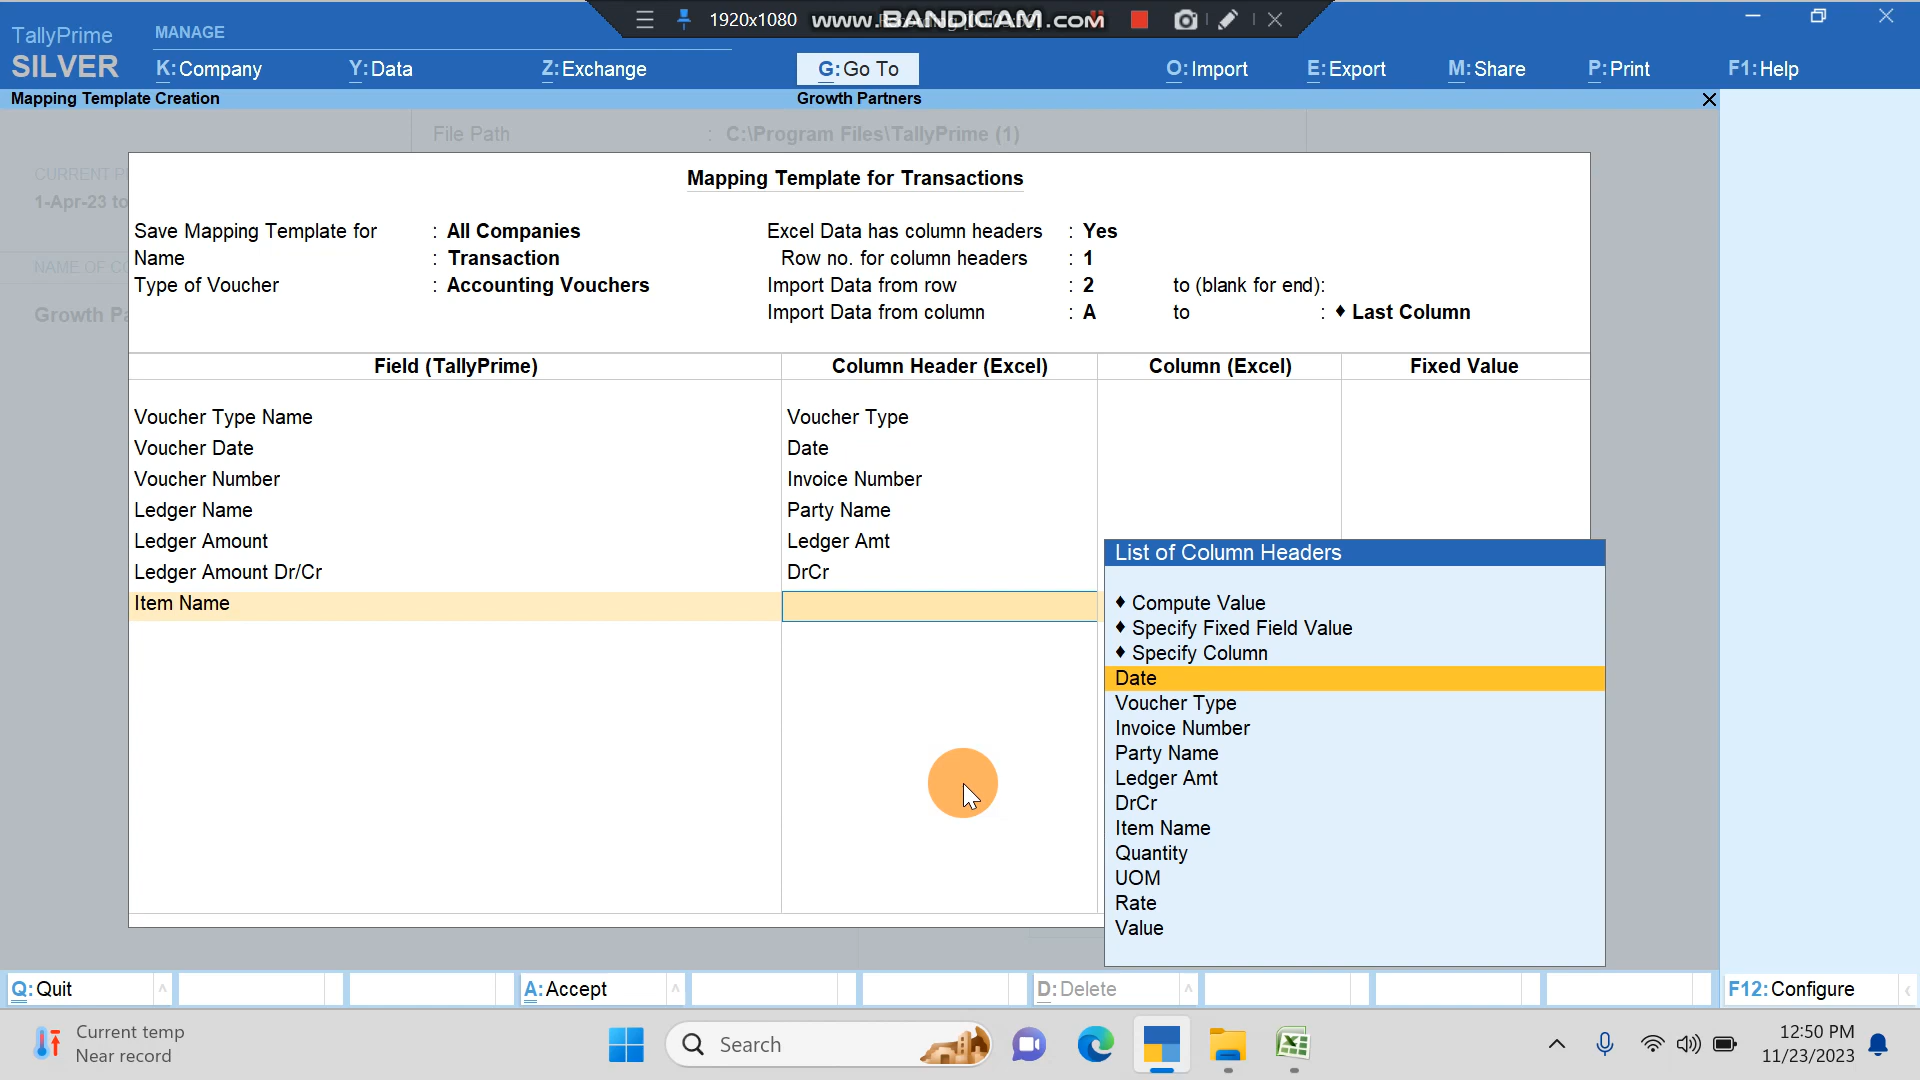 1920x1080 www.BANDICAM.com
TallyPrime
SILVER
MANAGE
K: Company Y: Data Z: Exchange G: Go To O: Import E: Export M: Share P: Print F1: Help
Mapping Template Creation Growth Partners
File Path : C:\Program Files\TallyPrime (1)
CURRENT P
1-Apr-23 to
NAME OF CO
Growth Pa
Mapping Template for Transactions
Save Mapping Template for : All Companies Excel Data has column headers : Yes
Name : Transaction Row no. for column headers : 1
Type of Voucher : Accounting Vouchers Import Data from row : 2 to (blank for end):
Import Data from column : A to : ♦ Last Column
Field (TallyPrime) Column Header (Excel) Column (Excel) Fixed Value
Voucher Type Name Voucher Type
Voucher Date Date
Voucher Number Invoice Number
Ledger Name Party Name
Ledger Amount Ledger Amt
Ledger Amount Dr/Cr DrCr
Item Name
List of Column Headers
♦ Compute Value
♦ Specify Fixed Field Value
♦ Specify Column
Date
Voucher Type
Invoice Number
Party Name
Ledger Amt
DrCr
Item Name
Quantity
UOM
Rate
Value
Q: Quit A: Accept D: Delete F12: Configure
Current temp
Near record
Search
12:50 PM
11/23/2023